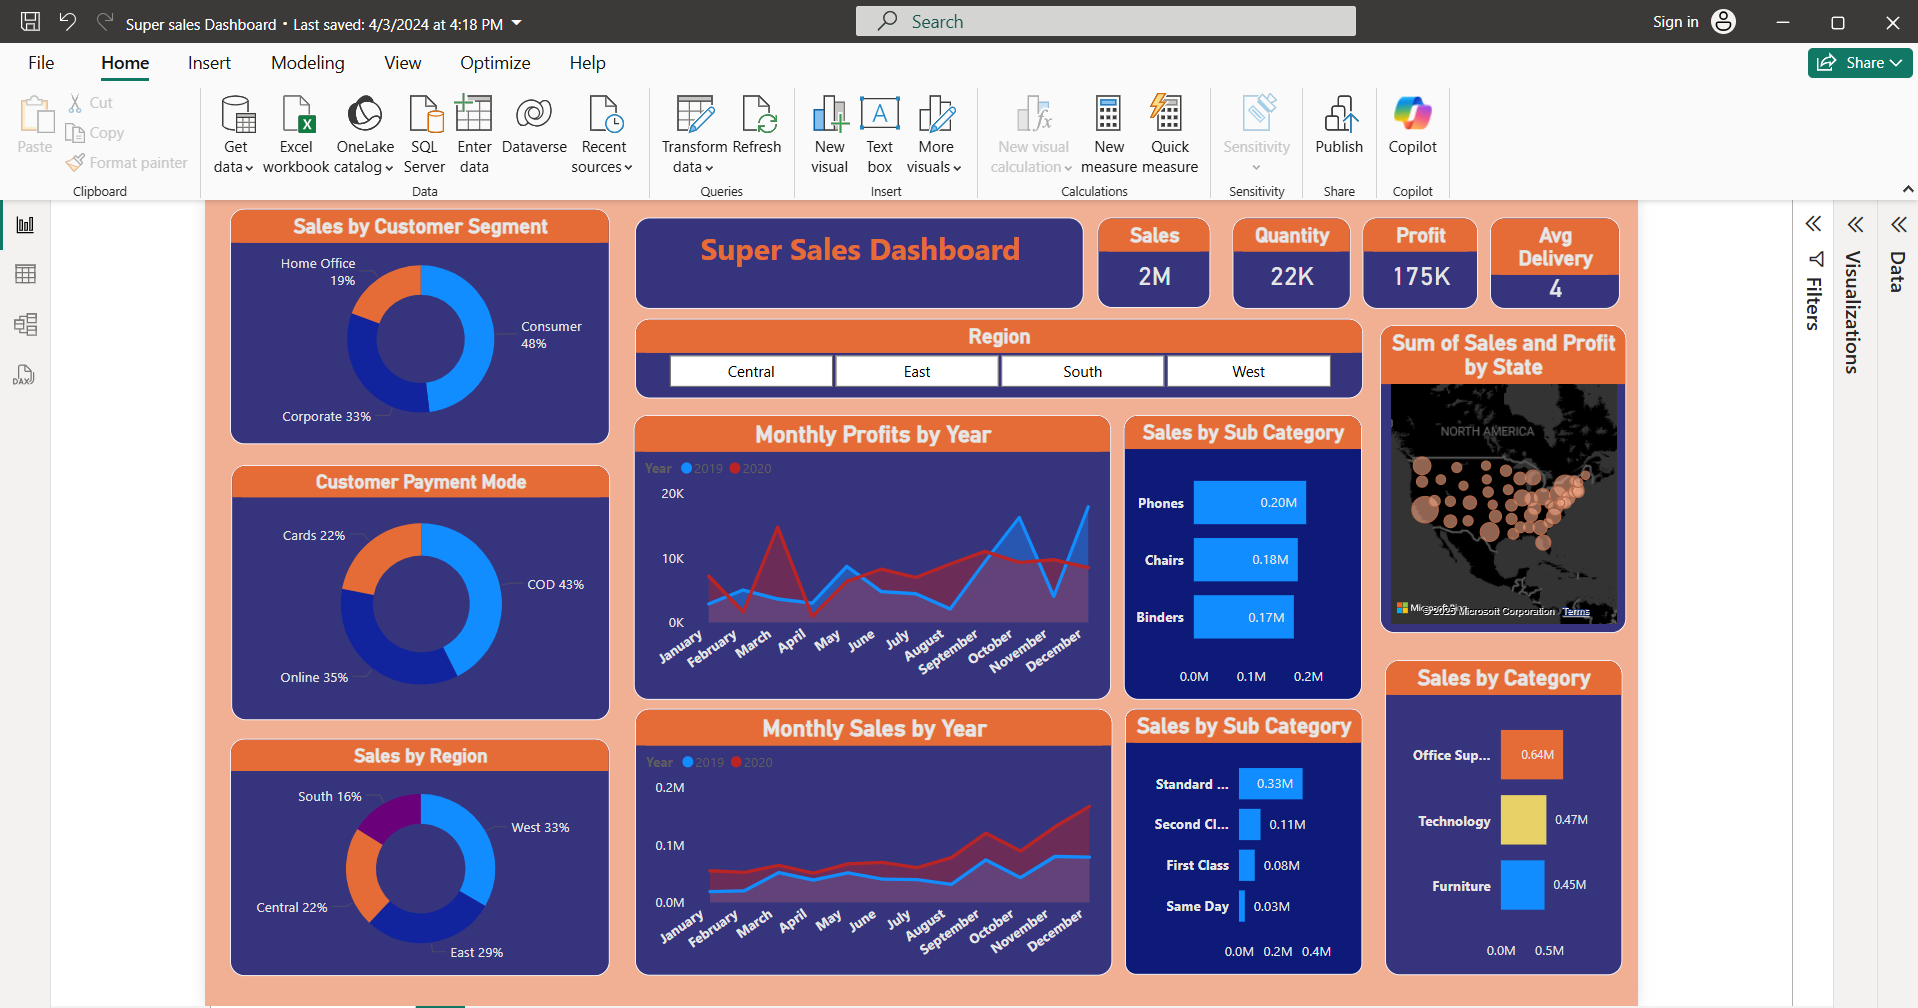 Super sales Dashboard • Last saved: 4/3/2024 at 4:18 PM
Search
Sign in
File
Home
Insert
Modeling
View
Optimize
Help
Share
Paste
Cut
Copy
Format painter
Clipboard
Get
data
Excel
workbook
OneLake
catalog
SQL
Server
Enter
data
Dataverse
Recent
sources
Data
Transform
data
Refresh
Queries
New
visual
Text
box
More
visuals
Insert
New visual
calculation
New
measure
Quick
measure
Calculations
Sensitivity
Sensitivity
Publish
Share
Copilot
Copilot
DAX
Sales by Customer Segment
Home Office
19%
Consumer
48%
Corporate 33%
Customer Payment Mode
Cards 22%
COD 43%
Online 35%
Sales by Region
South 16%
West 33%
Central 22%
East 29%
Super Sales Dashboard
Sales
2M
Quantity
22K
Profit
175K
Avg
Delivery
4
Region
Central
East
South
West
Monthly Profits by Year
Year 2019 2020
20K
10K
0K
January
February
March
April
May
June
July
August
September
October
November
December
Sales by Sub Category
Phones 0.20M
Chairs 0.18M
Binders 0.17M
0.0M 0.1M 0.2M
Sum of Sales and Profit
by State
NORTH AMERICA
© 2025 Microsoft Corporation Terms
Monthly Sales by Year
Year 2019 2020
0.2M
0.1M
0.0M
January
February
March
April
May
June
July
August
September
October
November
December
Sales by Sub Category
Standard ... 0.33M
Second Cl... 0.11M
First Class 0.08M
Same Day 0.03M
0.0M 0.2M 0.4M
Sales by Category
Office Sup... 0.64M
Technology 0.47M
Furniture 0.45M
0.0M 0.5M
Filters
Visualizations
Data